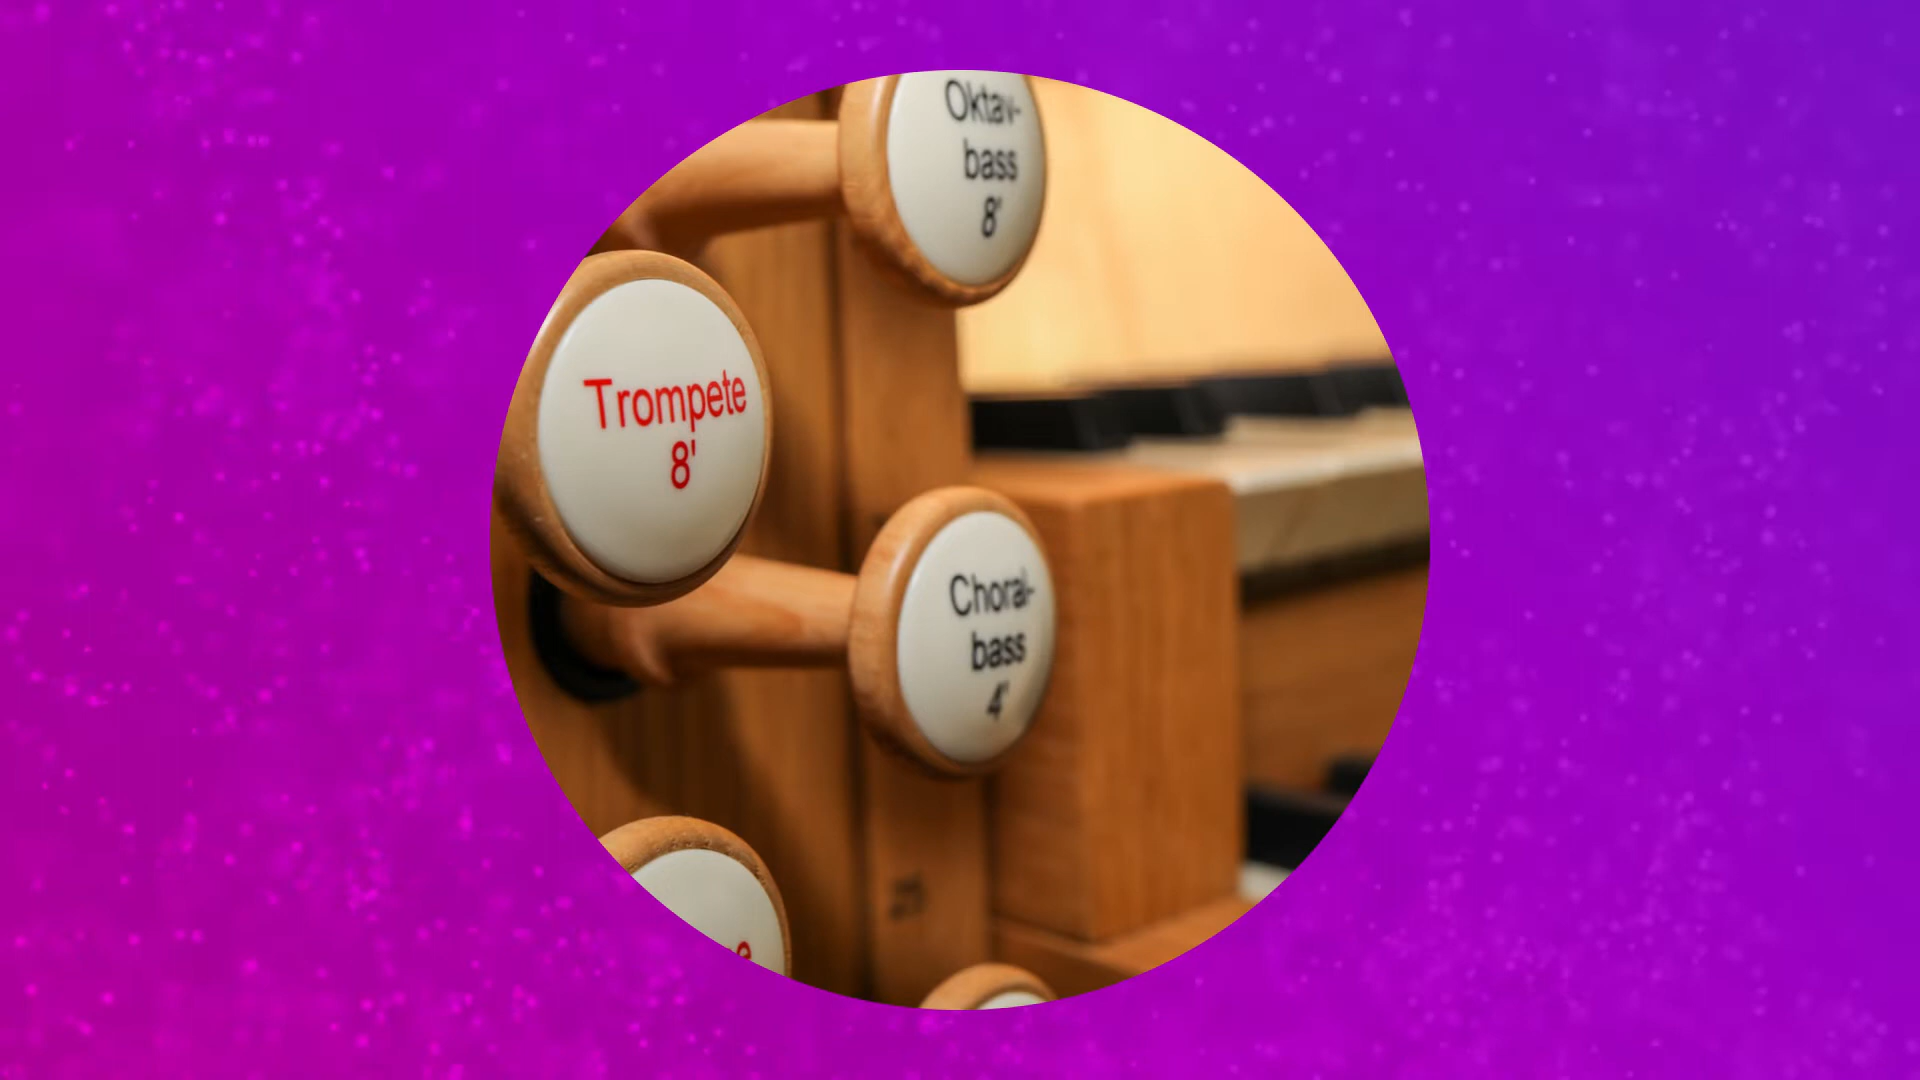 Oktav-
bass
8'
Trompete
8'
Choral-
bass
4'